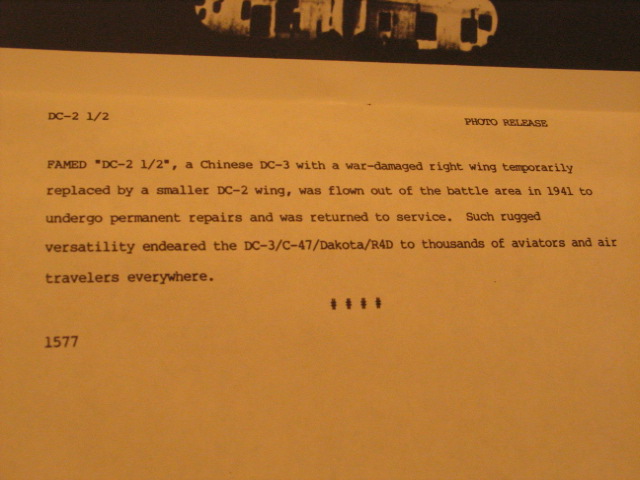 DC-2 1/2
PHOTO RELEASE
FAMED "DC-2 1/2", a Chinese DC-3 with a war-damaged right wing temporarily
replaced by a smaller DC-2 wing, was flown out of the battle area in 1941 to
undergo permanent repairs and was returned to service. Such rugged
versatility endeared the DC-3/C-47/Dakota/R4D to thousands of aviators and air
travelers everywhere.
# # # #
1577